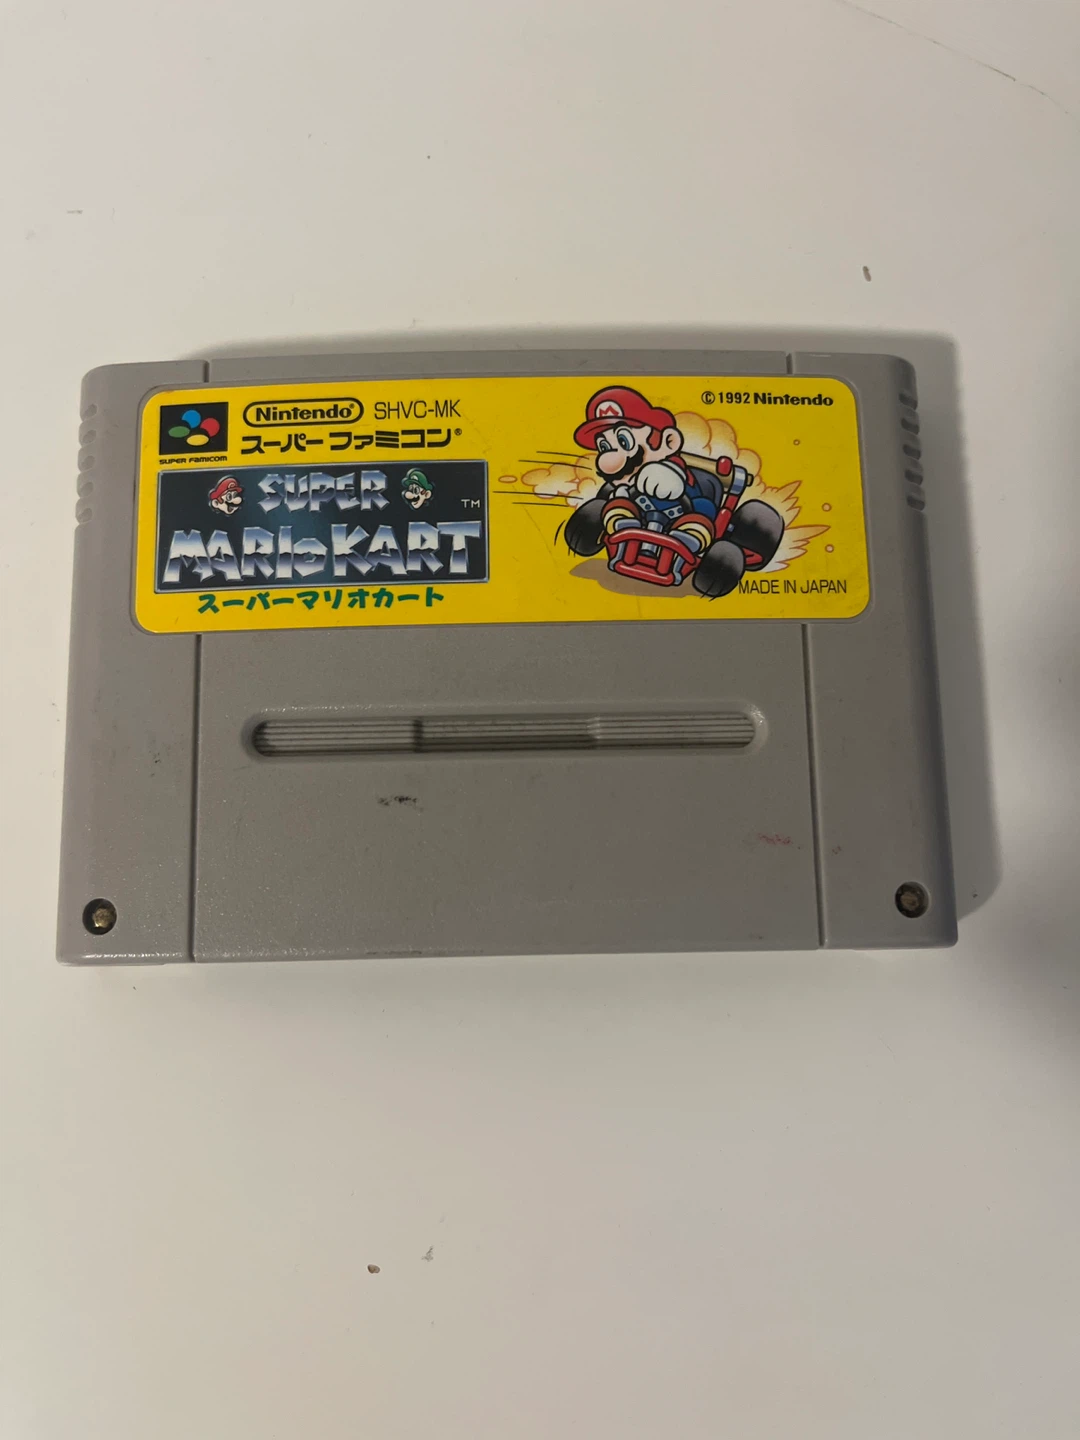 Nintendo SHVC-MK
© 1992 Nintendo
スーパーファミコン®
SUPER FAMICOM
SUPER
MARIO KART TM
スーパーマリオカート
M
MADE IN JAPAN